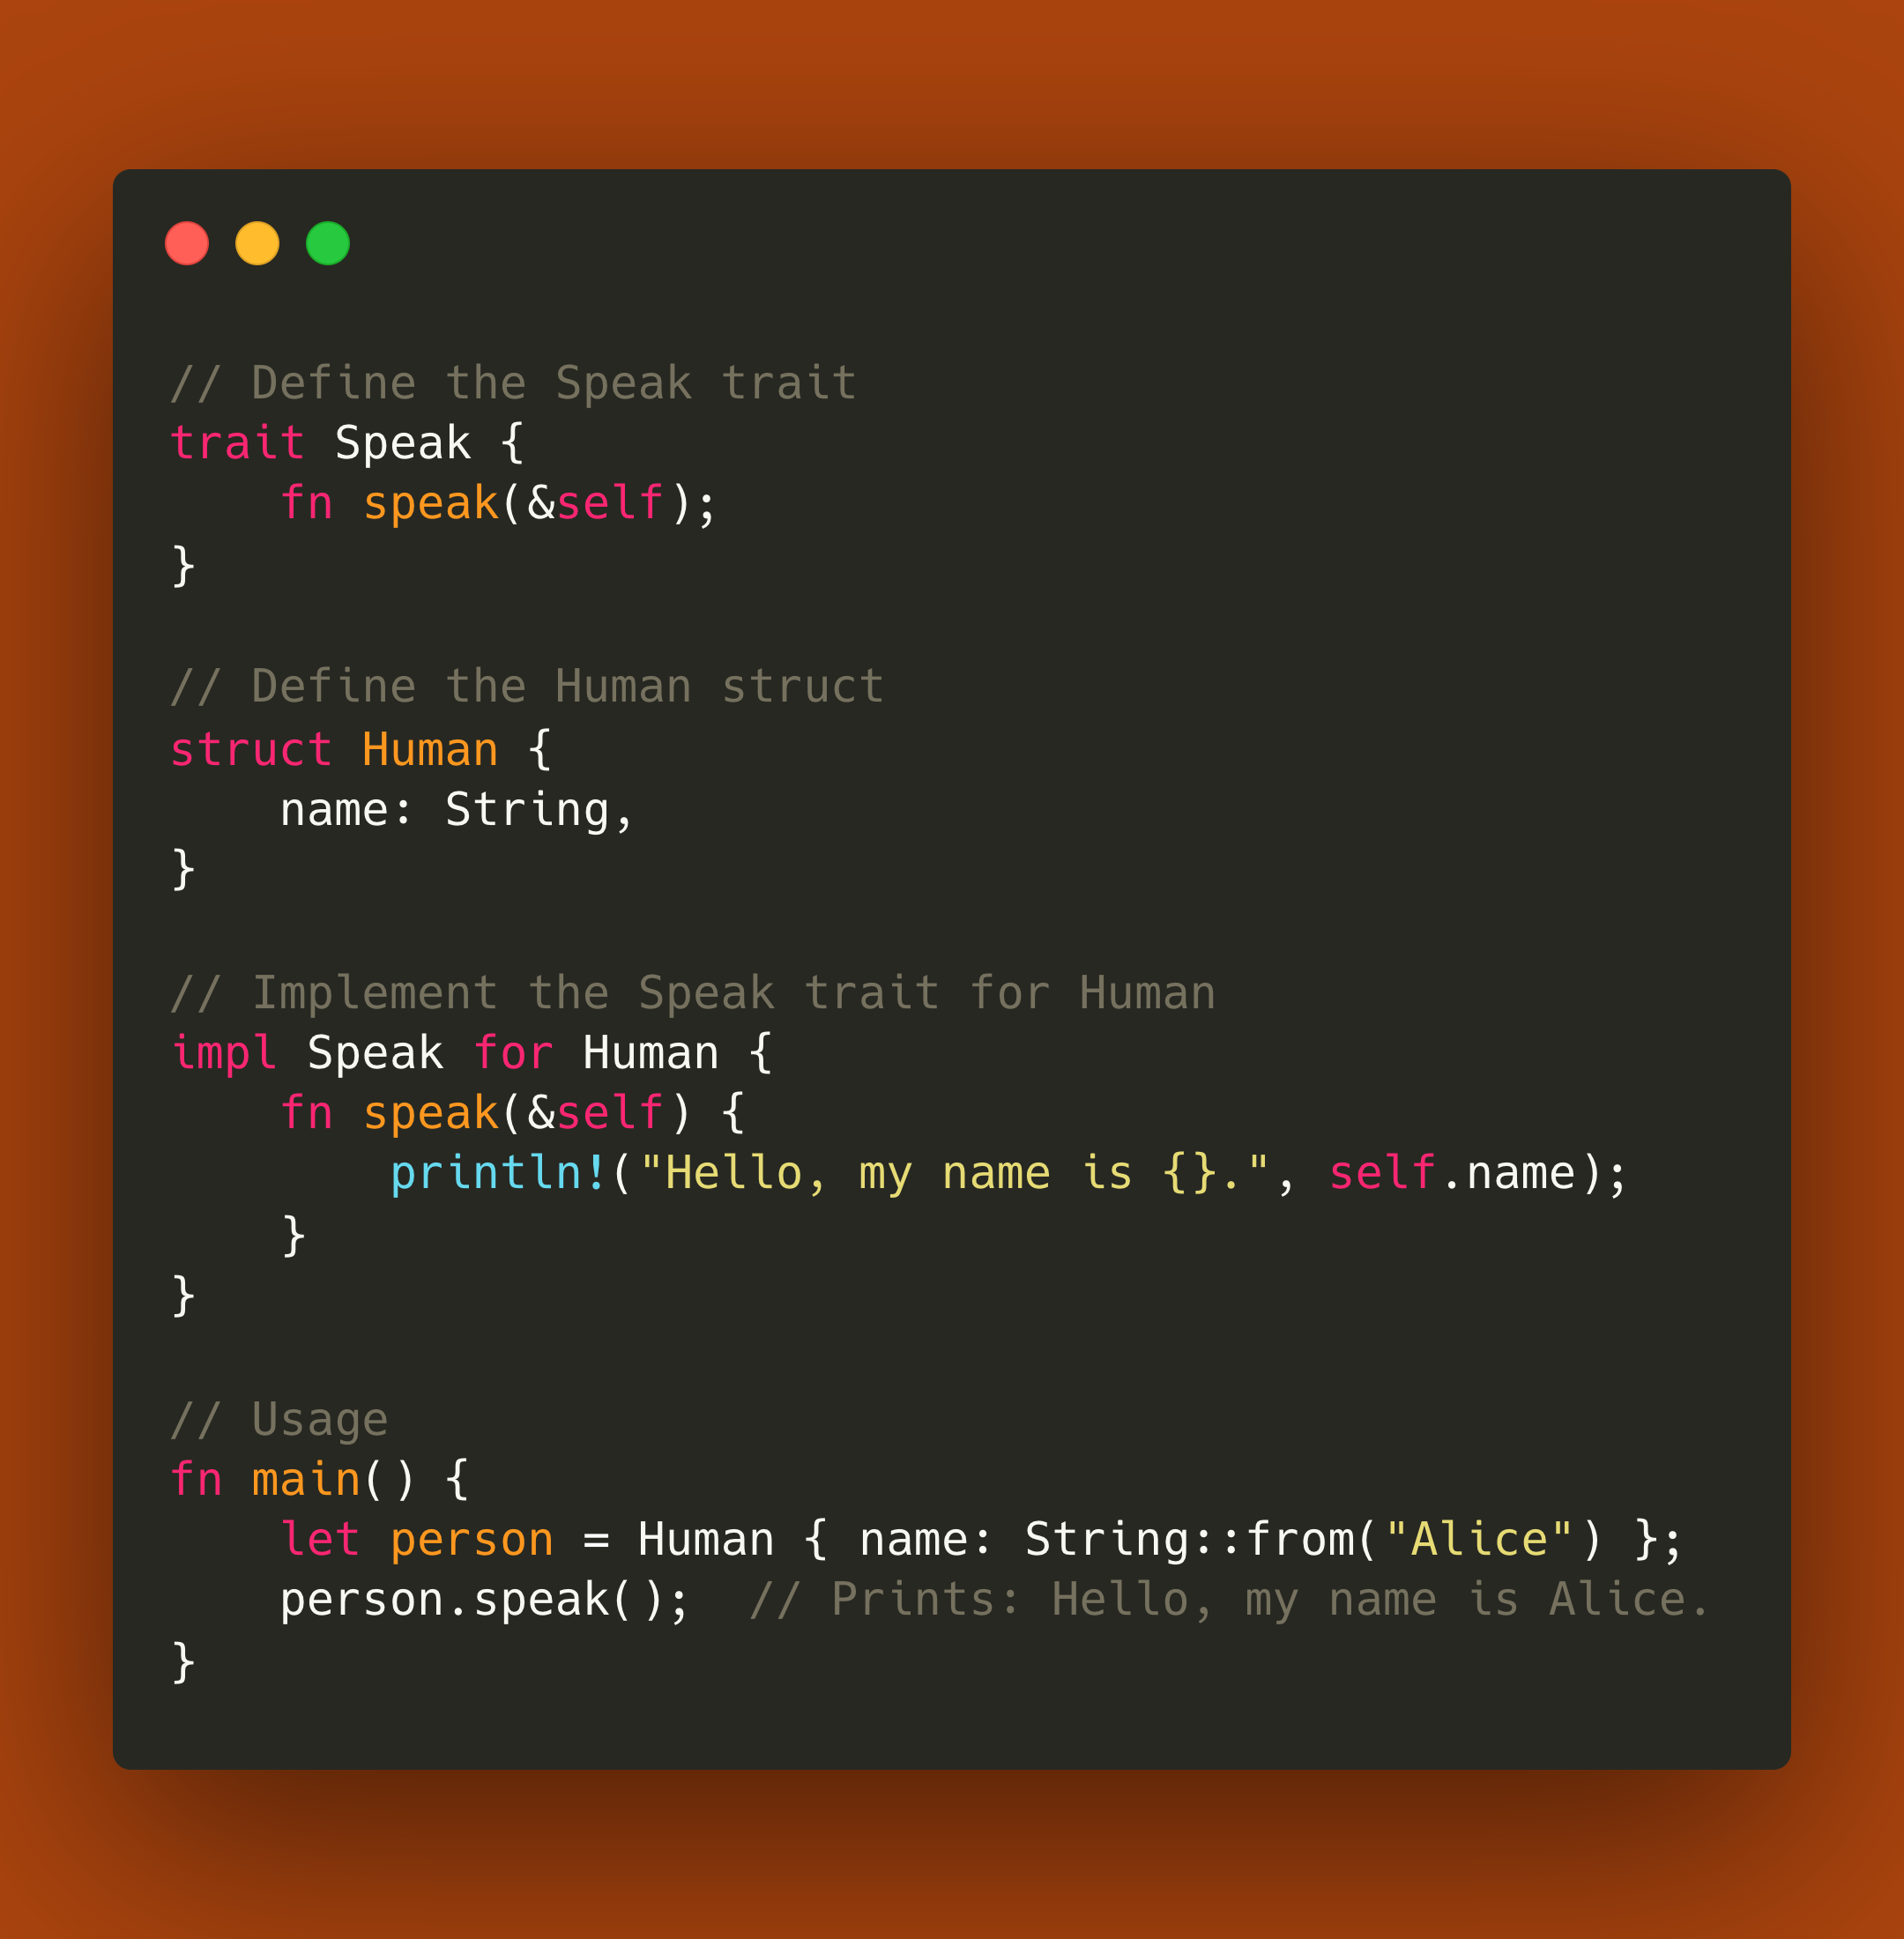 // Define the Speak trait
trait Speak {
    fn speak(&self);
}
// Define the Human struct
struct Human {
    name: String,
}
// Implement the Speak trait for Human
impl Speak for Human {
    fn speak(&self) {
        println!("Hello, my name is {}.", self.name);
    }
}
// Usage
fn main() {
    let person = Human { name: String::from("Alice") };
    person.speak();  // Prints: Hello, my name is Alice.
}